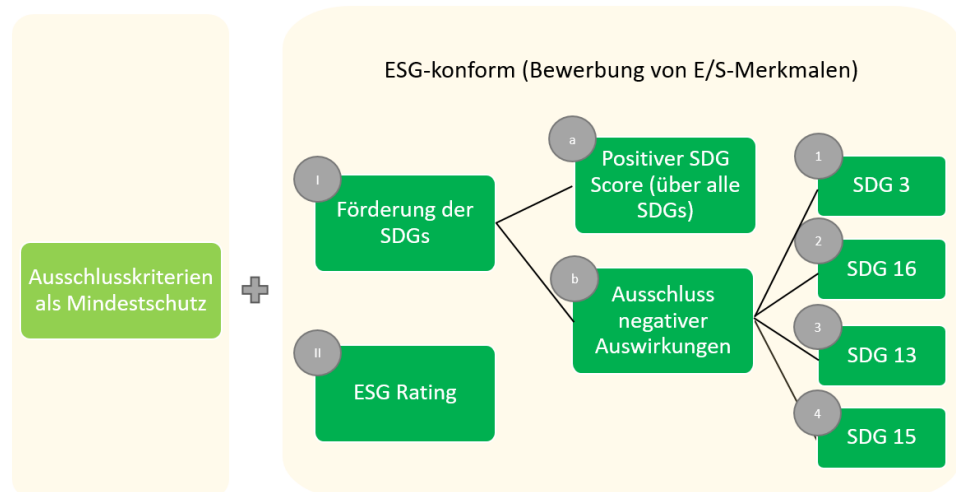 ESG-konform (Bewerbung von E/S-Merkmalen)
Ausschlusskriterien
als Mindestschutz
I
Förderung der
SDGs
II
ESG Rating
a
Positiver SDG
Score (über alle
SDGs)
b
Ausschluss
negativer
Auswirkungen
1
SDG 3
2
SDG 16
3
SDG 13
4
SDG 15